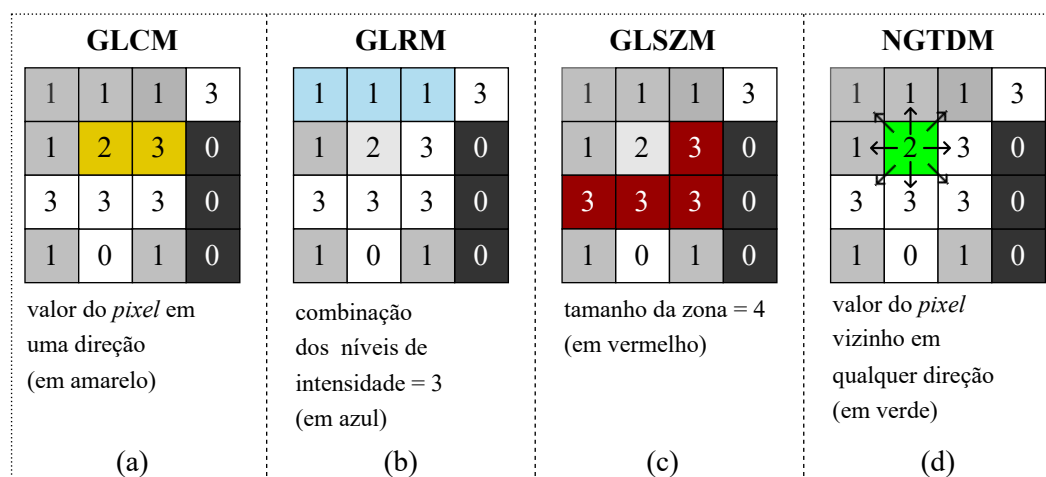 GLCM
1 1 1 3
1 2 3 0
3 3 3 0
1 0 1 0
valor do pixel em
uma direção
(em amarelo)
(a)
GLRM
1 1 1 3
1 2 3 0
3 3 3 0
1 0 1 0
combinação
dos níveis de
intensidade = 3
(em azul)
(b)
GLSZM
1 1 1 3
1 2 3 0
3 3 3 0
1 0 1 0
tamanho da zona = 4
(em vermelho)
(c)
NGTDM
1 1 1 3
1 2 3 0
3 3 3 0
1 0 1 0
valor do pixel
vizinho em
qualquer direção
(em verde)
(d)